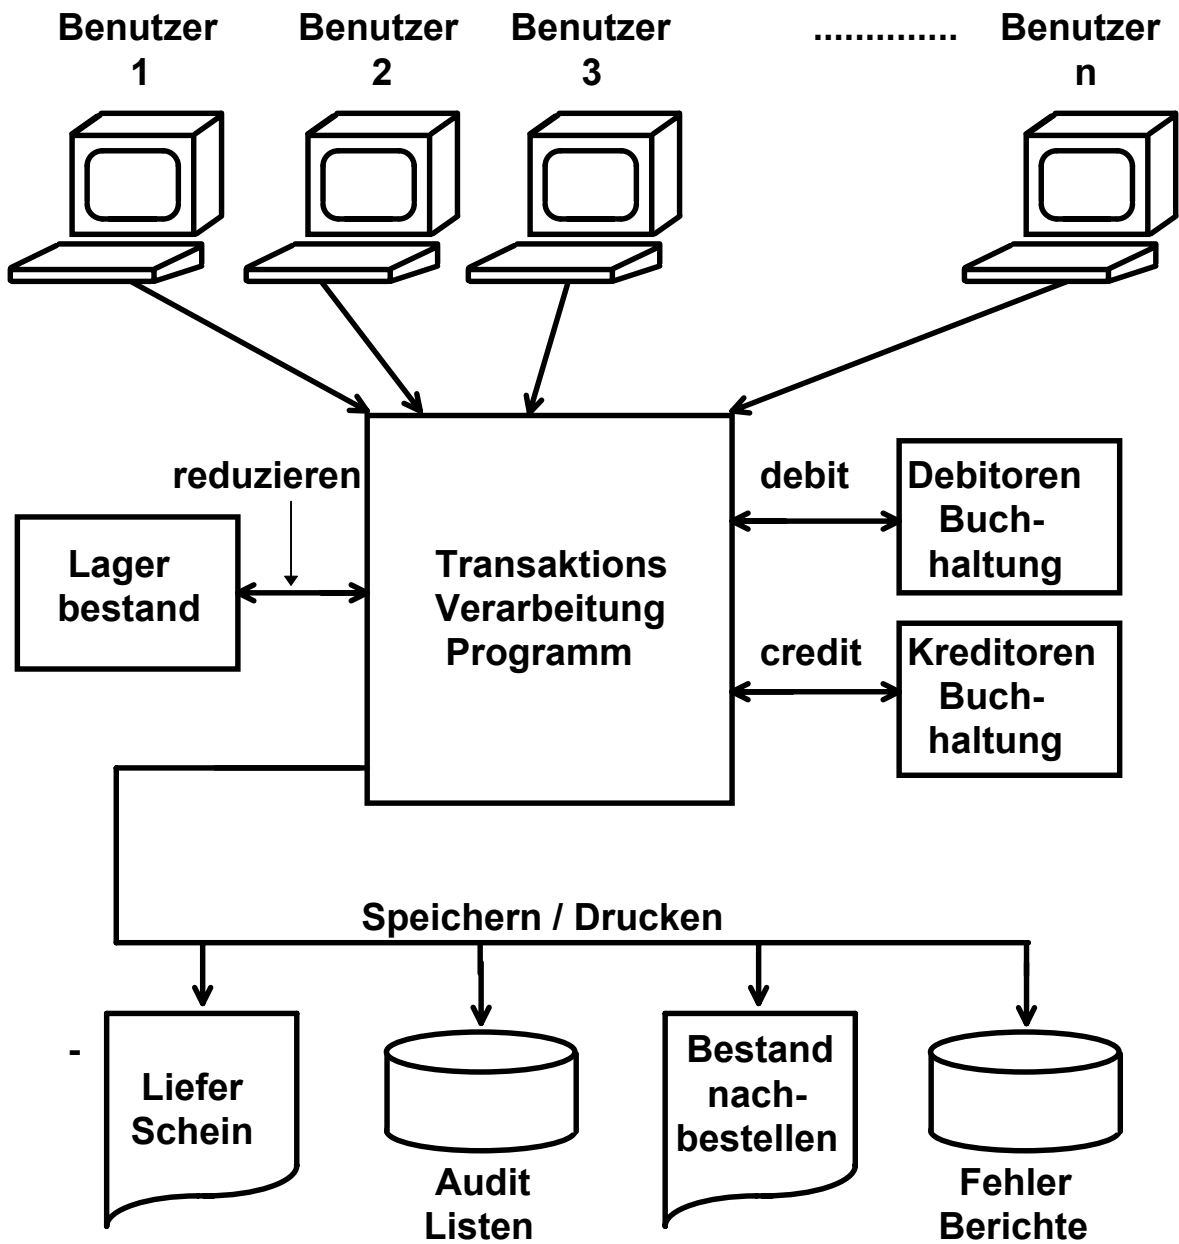 Benutzer
1
Benutzer
2
Benutzer
3
..............
Benutzer
n
reduzieren
Lager
bestand
Transaktions
Verarbeitung
Programm
debit
Debitoren
Buch-
haltung
credit
Kreditoren
Buch-
haltung
Speichern / Drucken
-
Liefer
Schein
Audit
Listen
Bestand
nach-
bestellen
Fehler
Berichte